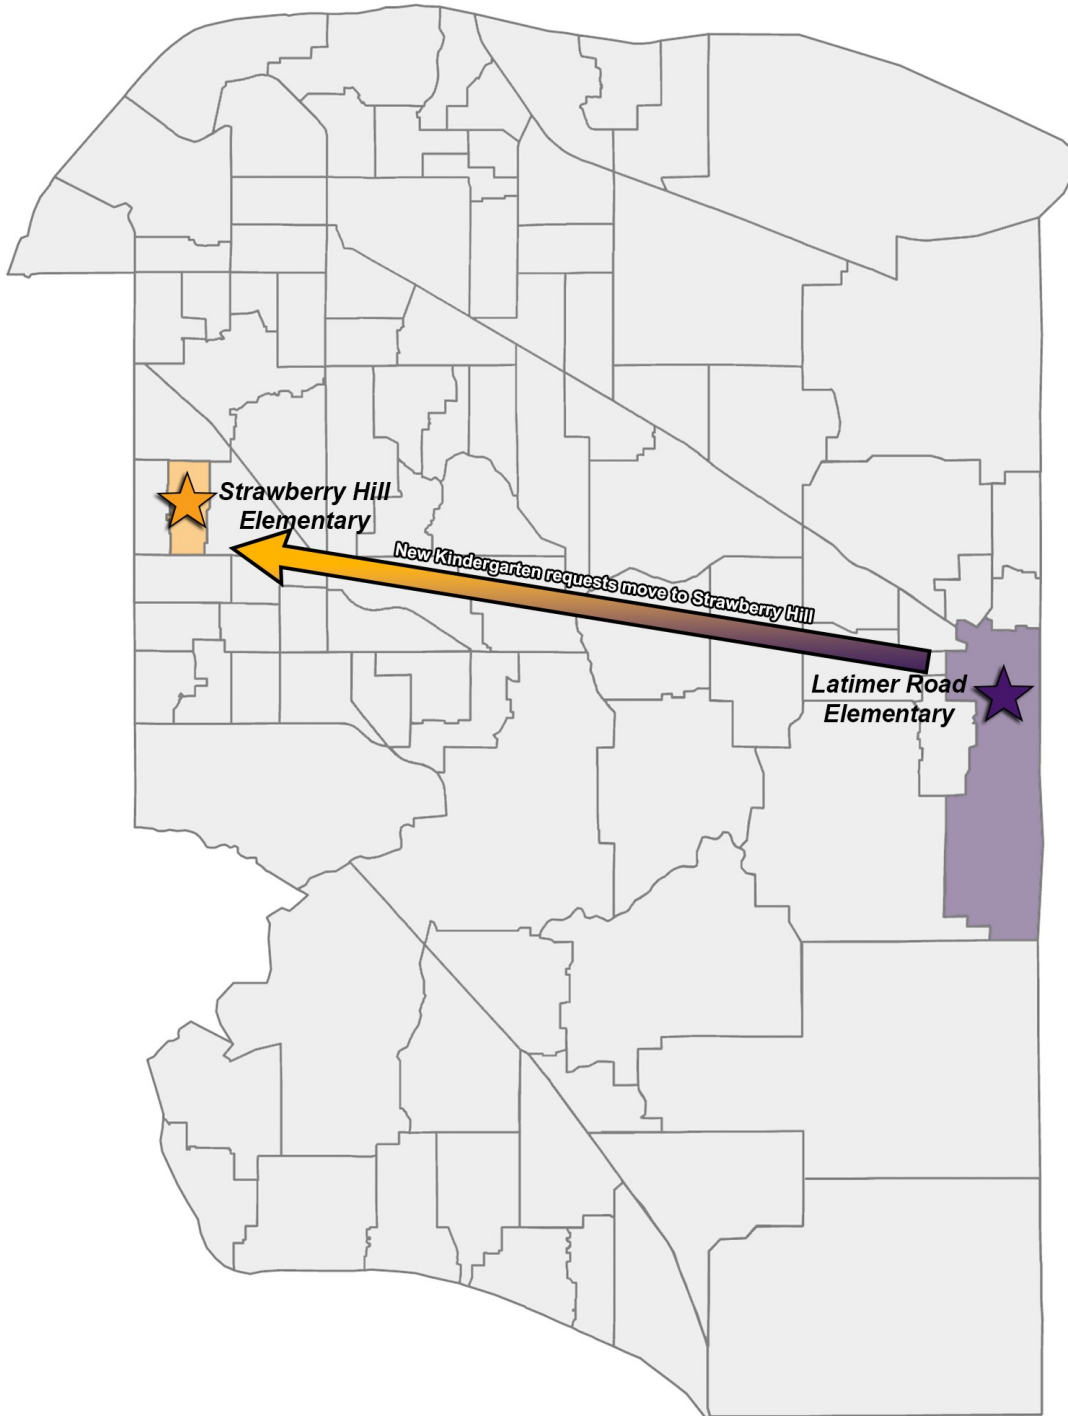 Strawberry Hill
Elementary
New Kindergarten requests move to Strawberry Hill
Latimer Road
Elementary